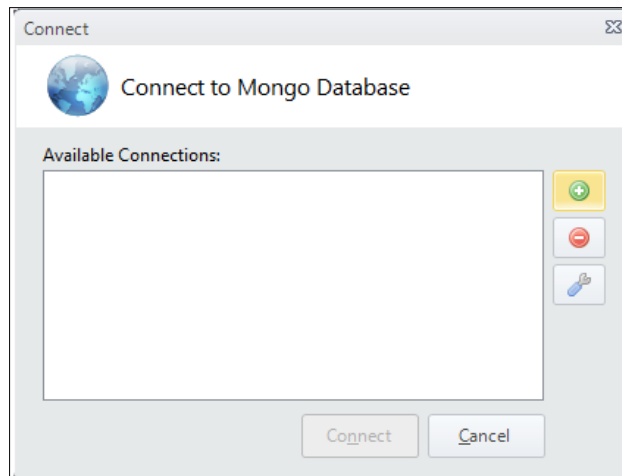 Connect
Connect to Mongo Database
Available Connections:
Connect
Cancel